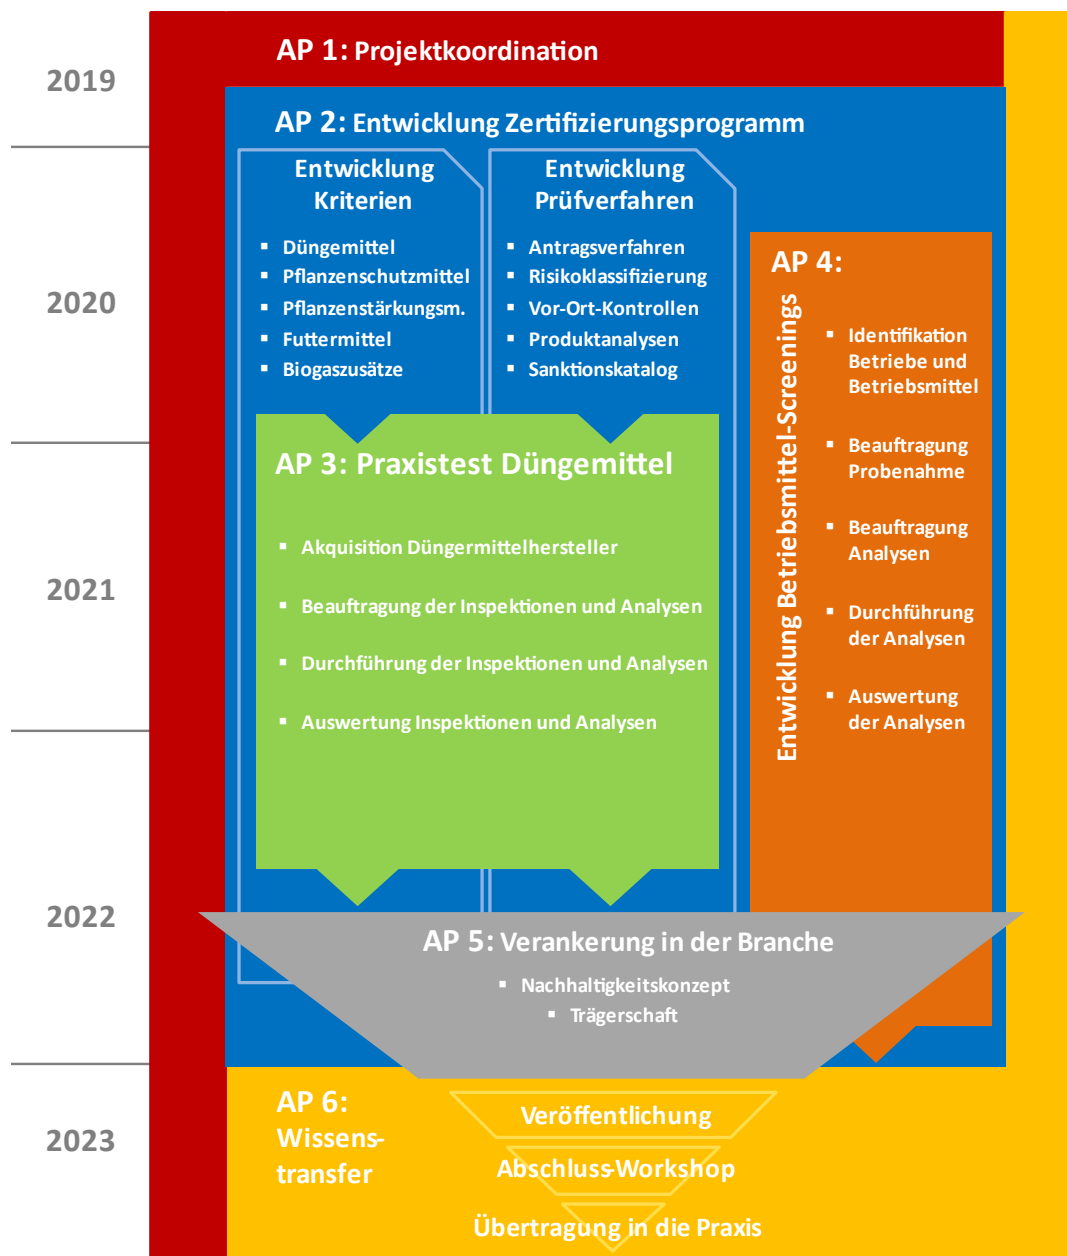 2019
2020
2021
2022
2023
AP 1: Projektkoordination
AP 2: Entwicklung Zertifizierungsprogramm
Entwicklung
Kriterien
▪ Düngemittel
▪ Pflanzenschutzmittel
▪ Pflanzenstärkungsm.
▪ Futtermittel
▪ Biogaszusätze
Entwicklung
Prüfverfahren
▪ Antragsverfahren
▪ Risikoklassifizierung
▪ Vor-Ort-Kontrollen
▪ Produktanalysen
▪ Sanktionskatalog
AP 3: Praxistest Düngemittel
▪ Akquisition Düngermittelhersteller
▪ Beauftragung der Inspektionen und Analysen
▪ Durchführung der Inspektionen und Analysen
▪ Auswertung Inspektionen und Analysen
AP 4:
Entwicklung Betriebsmittel-Screenings
▪ Identifikation
Betriebe und
Betriebsmittel
▪ Beauftragung
Probenahme
▪ Beauftragung
Analysen
▪ Durchführung
der Analysen
▪ Auswertung
der Analysen
AP 5: Verankerung in der Branche
▪ Nachhaltigkeitskonzept
▪ Trägerschaft
AP 6:
Wissens-
transfer
Veröffentlichung
Abschluss-Workshop
Übertragung in die Praxis